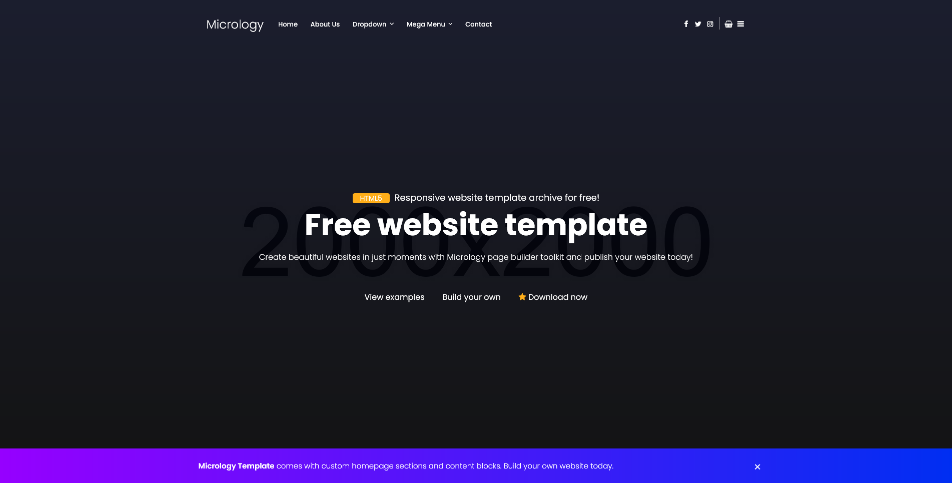 Micrology Home About Us Dropdown Mega Menu Contact
HTML5 Responsive website template archive for free!
2000x2000
Free website template
Create beautiful websites in just moments with Micrology page builder toolkit and publish your website today!
View examples Build your own Download now
Micrology Template comes with custom homepage sections and content blocks. Build your own website today.